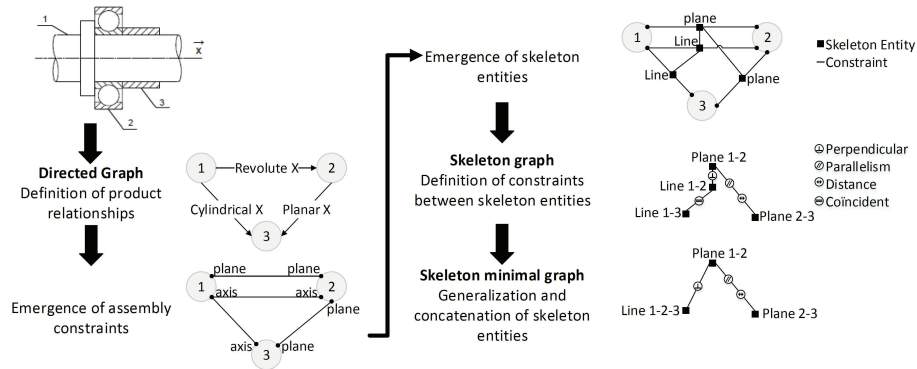 1
x
3
2
Directed Graph
Definition of product
relationships
1
Revolute X
2
Cylindrical X
Planar X
3
Emergence of assembly
constraints
plane
plane
1
axis
axis
2
plane
axis
3
plane
Emergence of skeleton
entities
Skeleton graph
Definition of constraints
between skeleton entities
Skeleton minimal graph
Generalization and
concatenation of skeleton
entities
plane
1
Line
2
Line
plane
3
Skeleton Entity
Constraint
Plane 1-2
Line 1-2
Line 1-3
Plane 2-3
Perpendicular
Parallelism
Distance
Coïncident
Plane 1-2
Line 1-2-3
Plane 2-3